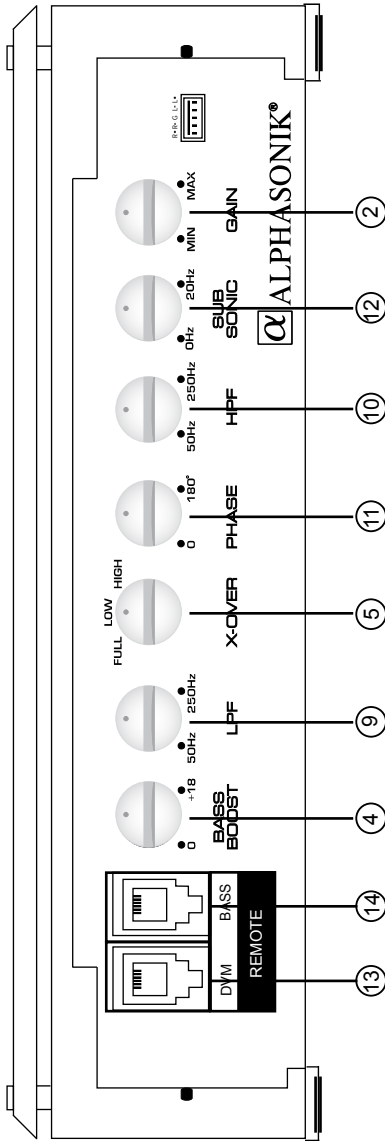 R+ R- G L- L+
FULL LOW HIGH
0 +18 50Hz 250Hz 0 180° 50Hz 250Hz 0Hz 20Hz MIN MAX
DVM BASS
BASS
BOOST
LPF
X-OVER
PHASE
HPF
SUB
SONIC
GAIN
REMOTE
α ALPHASONIK®
13 14 4 9 5 11 10 12 2